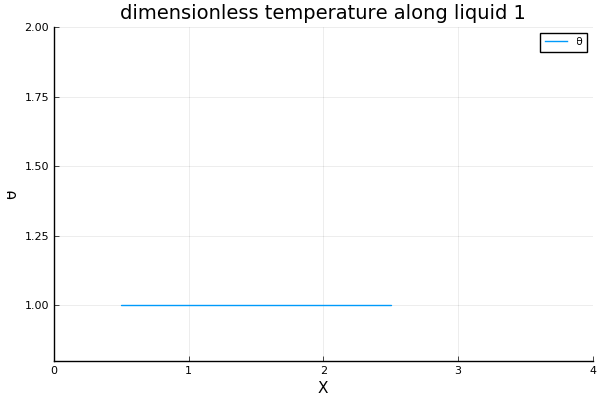 dimensionless temperature along liquid 1
θ
2.00
1.75
1.50
1.25
1.00
θ
0 1 2 3 4
X